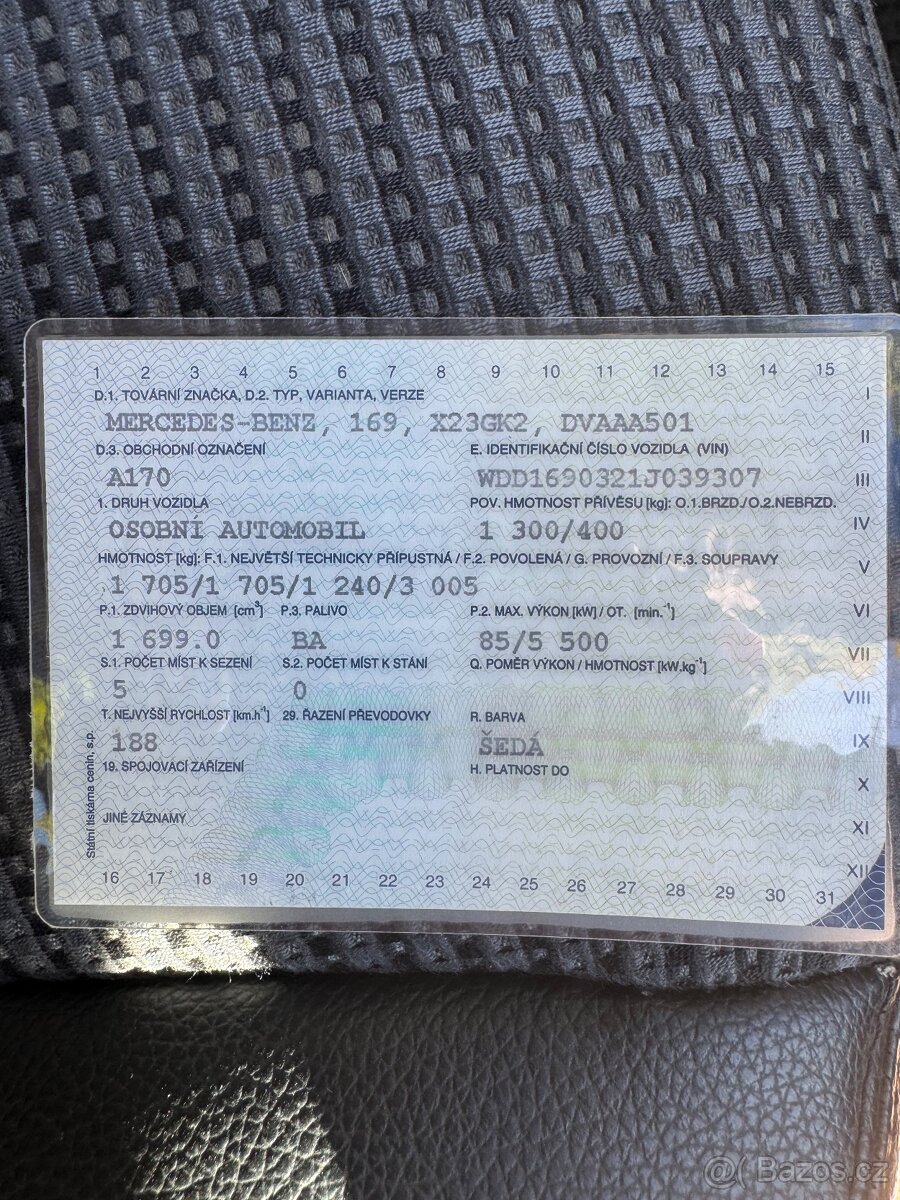 1 2 3 4 5 6 7 8 9 10 11 12 13 14 15
D.1. TOVÁRNÍ ZNAČKA, D.2. TYP, VARIANTA, VERZE
I
MERCEDES-BENZ, 169, X23GK2, DVAAA501
II
D.3. OBCHODNÍ OZNAČENÍ E. IDENTIFIKAČNÍ ČÍSLO VOZIDLA (VIN)
A170 WDD1690321J039307
III
1. DRUH VOZIDLA POV. HMOTNOST PŘÍVĚSU [kg]: O.1.BRZD./O.2.NEBRZD.
OSOBNÍ AUTOMOBIL 1 300/400
IV
HMOTNOST [kg]: F.1. NEJVĚTŠÍ TECHNICKY PŘÍPUSTNÁ / F.2. POVOLENÁ / G. PROVOZNÍ / F.3. SOUPRAVY
V
1 705/1 705/1 240/3 005
P.1. ZDVIHOVÝ OBJEM [cm³] P.3. PALIVO P.2. MAX. VÝKON [kW] / OT. [min.⁻¹]
VI
1 699.0 BA 85/5 500
VII
S.1. POČET MÍST K SEZENÍ S.2. POČET MÍST K STÁNÍ Q. POMĚR VÝKON / HMOTNOST [kW.kg⁻¹]
5 0
VIII
T. NEJVYŠŠÍ RYCHLOST [km.h⁻¹] 29. ŘAZENÍ PŘEVODOVKY R. BARVA
188 ŠEDÁ
IX
19. SPOJOVACÍ ZAŘÍZENÍ H. PLATNOST DO
X
JINÉ ZÁZNAMY
XI
XII
16 17 18 19 20 21 22 23 24 25 26 27 28 29 30 31
Státní tiskárna cenin, s.p.
@ Bazos.cz